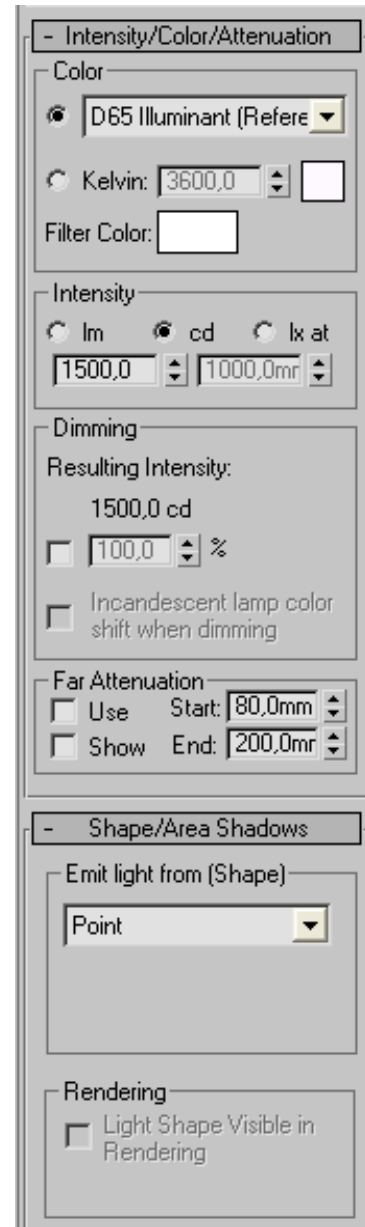 - Intensity/Color/Attenuation
Color
D65 Illuminant (Refere
Kelvin: 3600,0
Filter Color:
Intensity
lm cd lx at
1500,0 1000,0mr
Dimming
Resulting Intensity:
1500,0 cd
100,0 %
Incandescent lamp color
shift when dimming
Far Attenuation
Use Start: 80,0mm
Show End: 200,0mr
- Shape/Area Shadows
Emit light from (Shape)
Point
Rendering
Light Shape Visible in
Rendering